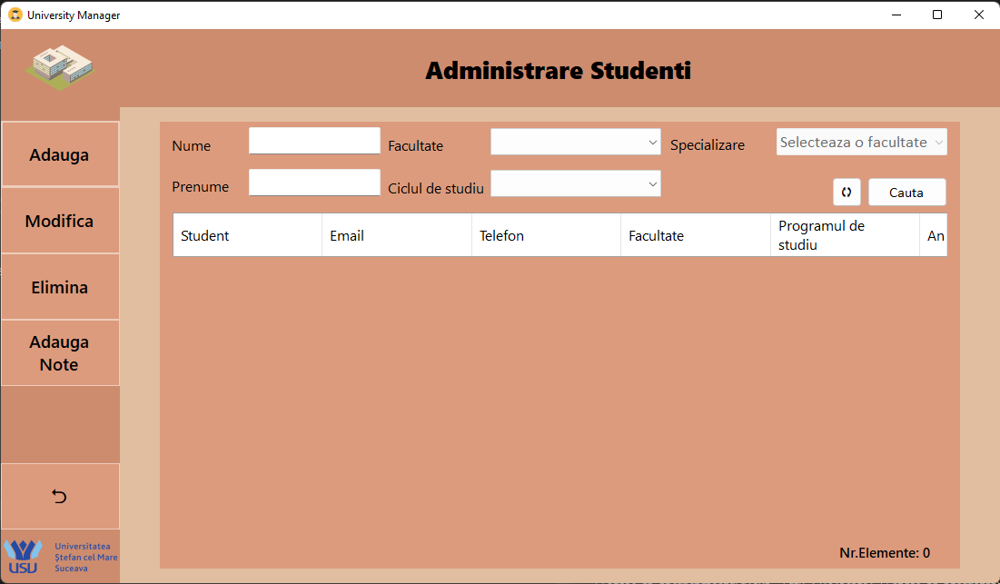 University Manager
Administrare Studenti
Adauga
Modifica
Elimina
Adauga
Note
Nume
Facultate
Specializare
Selecteaza o facultate
Prenume
Ciclul de studiu
Cauta
Student
Email
Telefon
Facultate
Programul de
studiu
An
Nr.Elemente: 0
USU
Universitatea
Ștefan cel Mare
Suceava